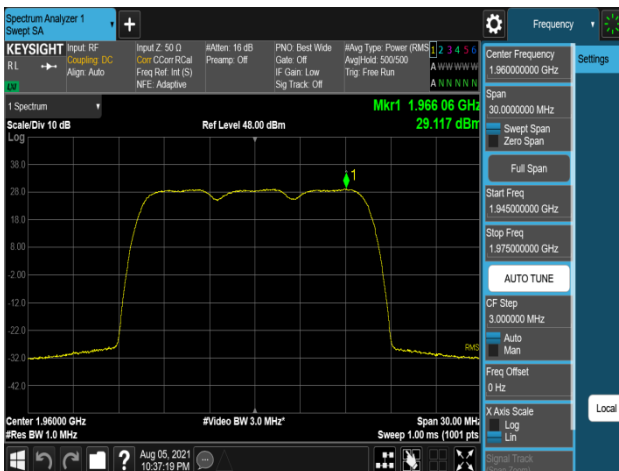 Spectrum Analyzer 1
Swept SA
Frequency
KEYSIGHT
RL
Input: RF
Coupling: DC
Align: Auto
Input Z: 50 Ω
Corr CCorr RCal
Freq Ref: Int (S)
NFE: Adaptive
#Atten: 16 dB
Preamp: Off
PNO: Best Wide
Gate: Off
IF Gain: Low
Sig Track: Off
#Avg Type: Power (RMS
Avg|Hold: 500/500
Trig: Free Run
1 2 3 4 5 6
A W W W W W
A N N N N N
1 Spectrum
Scale/Div 10 dB
Log
Ref Level 48.00 dBm
Mkr1 1.966 06 GHz
29.117 dBm
38.0
28.0
18.0
8.00
-2.00
-12.0
-22.0
-32.0
-42.0
1
RMS
Center 1.96000 GHz
#Res BW 1.0 MHz
#Video BW 3.0 MHz*
Span 30.00 MHz
Sweep 1.00 ms (1001 pts
Aug 05, 2021
10:37:19 PM
?
Center Frequency
1.960000000 GHz
Settings
Span
30.0000000 MHz
Swept Span
Zero Span
Full Span
Start Freq
1.945000000 GHz
Stop Freq
1.975000000 GHz
AUTO TUNE
CF Step
3.000000 MHz
Auto
Man
Freq Offset
0 Hz
X Axis Scale
Log
Lin
Local
Signal Track